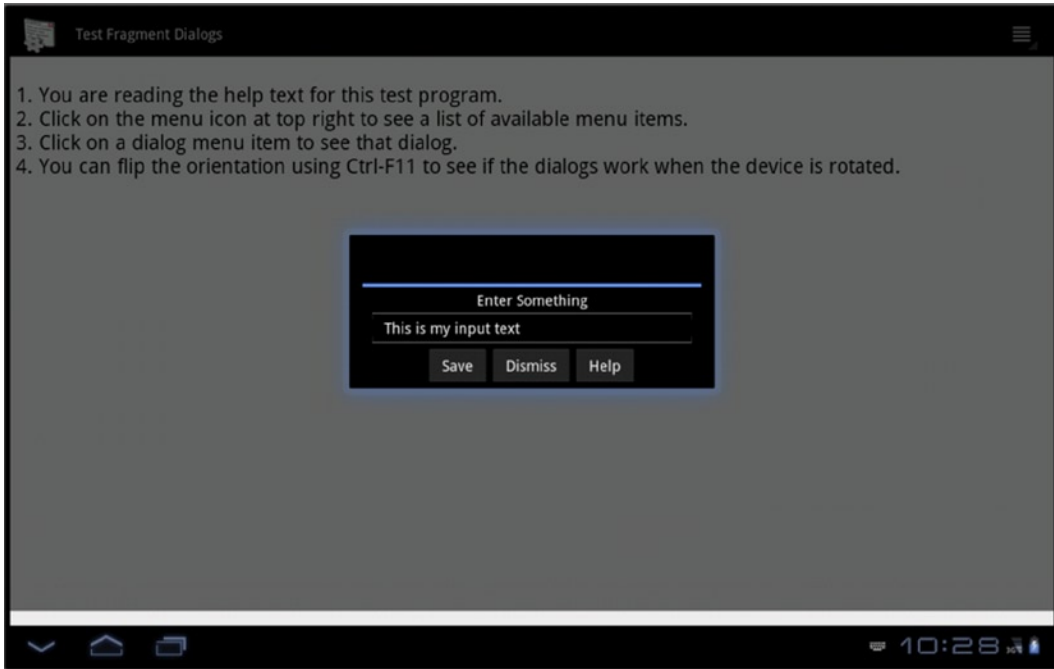 Test Fragment Dialogs
1. You are reading the help text for this test program.
2. Click on the menu icon at top right to see a list of available menu items.
3. Click on a dialog menu item to see that dialog.
4. You can flip the orientation using Ctrl-F11 to see if the dialogs work when the device is rotated.
Enter Something
This is my input text
Save Dismiss Help
10:28